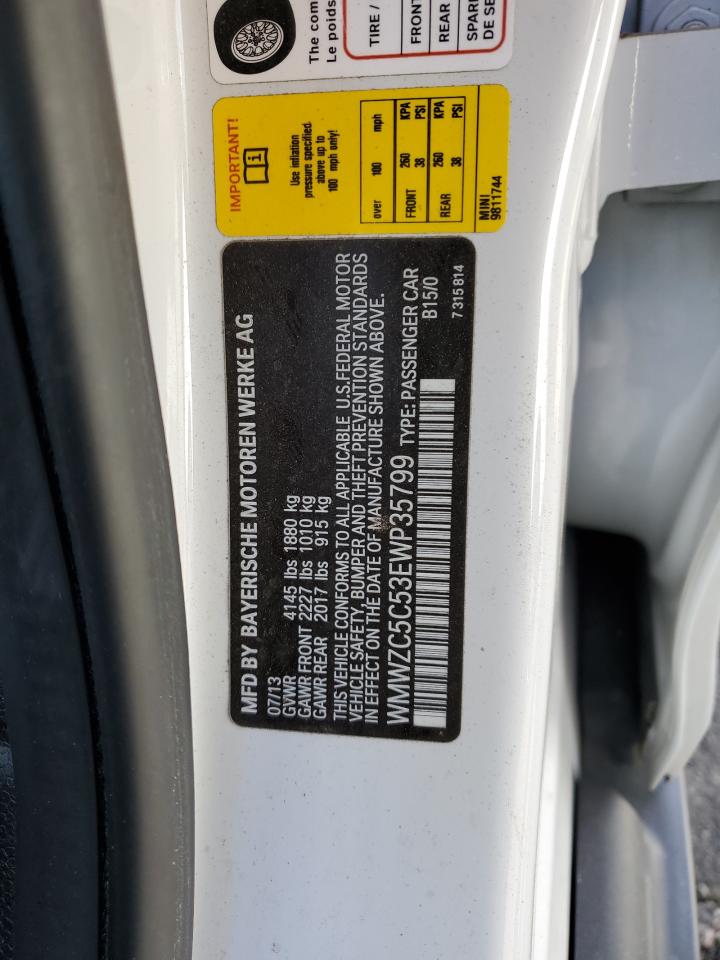 MFD BY BAYERISCHE MOTOREN WERKE AG
07/13
GVWR 4145 lbs 1880 kg
GAWR FRONT 2227 lbs 1010 kg
GAWR REAR 2017 lbs 915 kg
THIS VEHICLE CONFORMS TO ALL APPLICABLE U.S. FEDERAL MOTOR
VEHICLE SAFETY, BUMPER AND THEFT PREVENTION STANDARDS
IN EFFECT ON THE DATE OF MANUFACTURE SHOWN ABOVE.
WMWZC5C53EWP35799 TYPE: PASSENGER CAR
B15/0
7 315 814
IMPORTANT!
Use inflation
pressure specified
above up to
100 mph only!
over 100 mph
FRONT 260 KPA
38 PSI
REAR 260 KPA
38 PSI
MINI
9811744
The com
Le poids
TIRE /
FRONT
REAR
SPARE
DE SE